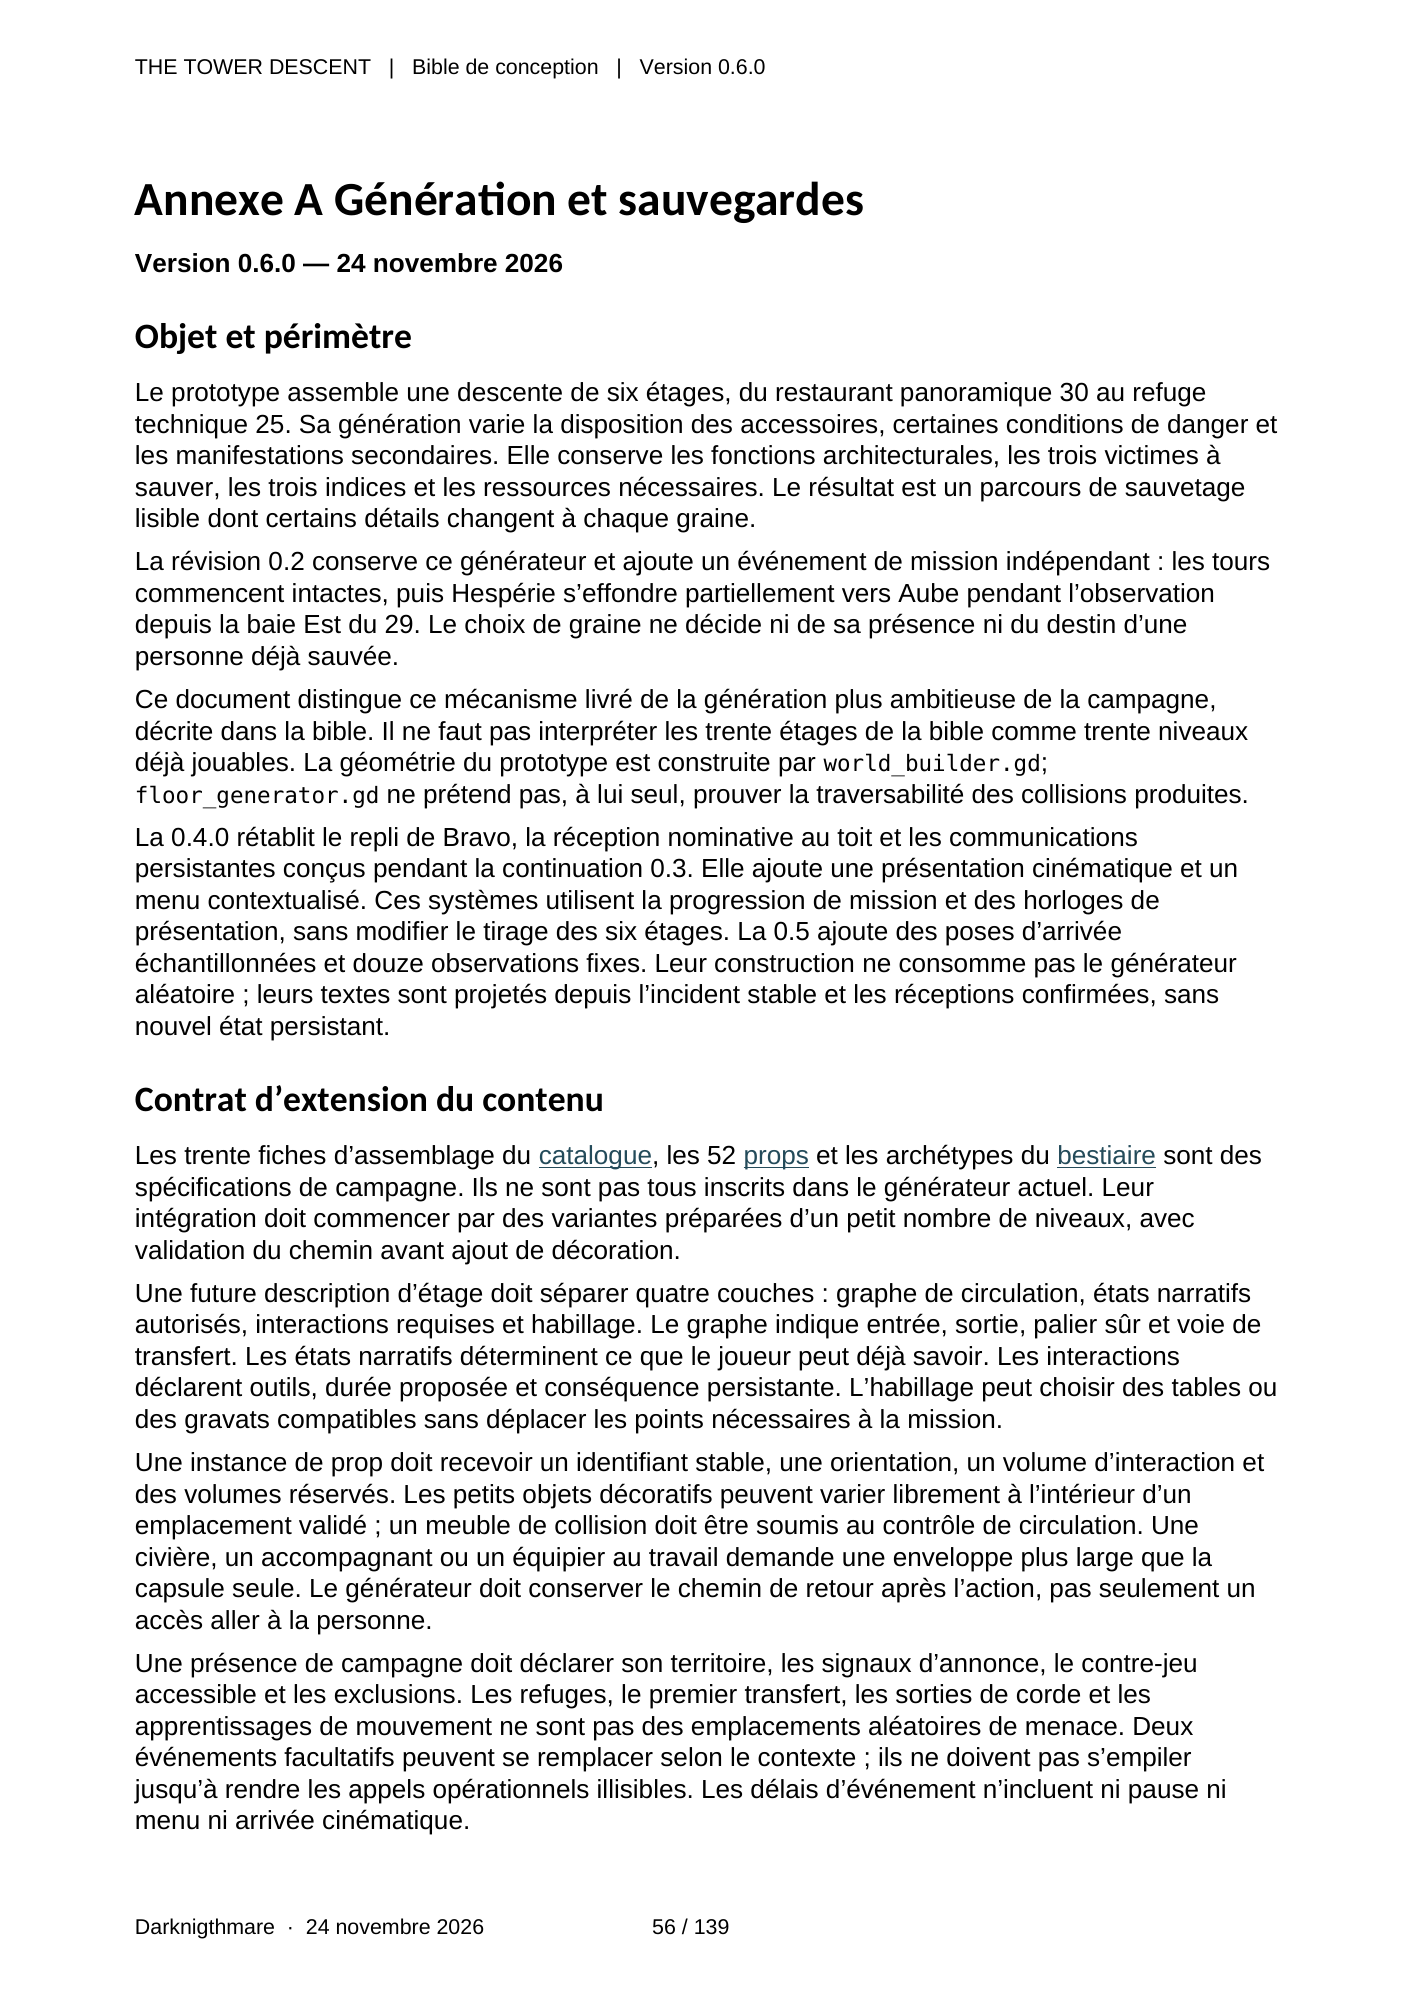 THE TOWER DESCENT | Bible de conception | Version 0.6.0
Annexe A Génération et sauvegardes
Version 0.6.0 — 24 novembre 2026
Objet et périmètre
Le prototype assemble une descente de six étages, du restaurant panoramique 30 au refuge
technique 25. Sa génération varie la disposition des accessoires, certaines conditions de danger et
les manifestations secondaires. Elle conserve les fonctions architecturales, les trois victimes à
sauver, les trois indices et les ressources nécessaires. Le résultat est un parcours de sauvetage
lisible dont certains détails changent à chaque graine.
La révision 0.2 conserve ce générateur et ajoute un événement de mission indépendant : les tours
commencent intactes, puis Hespérie s’effondre partiellement vers Aube pendant l’observation
depuis la baie Est du 29. Le choix de graine ne décide ni de sa présence ni du destin d’une
personne déjà sauvée.
Ce document distingue ce mécanisme livré de la génération plus ambitieuse de la campagne,
décrite dans la bible. Il ne faut pas interpréter les trente étages de la bible comme trente niveaux
déjà jouables. La géométrie du prototype est construite par world_builder.gd;
floor_generator.gd ne prétend pas, à lui seul, prouver la traversabilité des collisions produites.
La 0.4.0 rétablit le repli de Bravo, la réception nominative au toit et les communications
persistantes conçus pendant la continuation 0.3. Elle ajoute une présentation cinématique et un
menu contextualisé. Ces systèmes utilisent la progression de mission et des horloges de
présentation, sans modifier le tirage des six étages. La 0.5 ajoute des poses d’arrivée
échantillonnées et douze observations fixes. Leur construction ne consomme pas le générateur
aléatoire ; leurs textes sont projetés depuis l’incident stable et les réceptions confirmées, sans
nouvel état persistant.
Contrat d’extension du contenu
Les trente fiches d’assemblage du catalogue, les 52 props et les archétypes du bestiaire sont des
spécifications de campagne. Ils ne sont pas tous inscrits dans le générateur actuel. Leur
intégration doit commencer par des variantes préparées d’un petit nombre de niveaux, avec
validation du chemin avant ajout de décoration.
Une future description d’étage doit séparer quatre couches : graphe de circulation, états narratifs
autorisés, interactions requises et habillage. Le graphe indique entrée, sortie, palier sûr et voie de
transfert. Les états narratifs déterminent ce que le joueur peut déjà savoir. Les interactions
déclarent outils, durée proposée et conséquence persistante. L’habillage peut choisir des tables ou
des gravats compatibles sans déplacer les points nécessaires à la mission.
Une instance de prop doit recevoir un identifiant stable, une orientation, un volume d’interaction et
des volumes réservés. Les petits objets décoratifs peuvent varier librement à l’intérieur d’un
emplacement validé ; un meuble de collision doit être soumis au contrôle de circulation. Une
civière, un accompagnant ou un équipier au travail demande une enveloppe plus large que la
capsule seule. Le générateur doit conserver le chemin de retour après l’action, pas seulement un
accès aller à la personne.
Une présence de campagne doit déclarer son territoire, les signaux d’annonce, le contre-jeu
accessible et les exclusions. Les refuges, le premier transfert, les sorties de corde et les
apprentissages de mouvement ne sont pas des emplacements aléatoires de menace. Deux
événements facultatifs peuvent se remplacer selon le contexte ; ils ne doivent pas s’empiler
jusqu’à rendre les appels opérationnels illisibles. Les délais d’événement n’incluent ni pause ni
menu ni arrivée cinématique.
Darknigthmare · 24 novembre 2026 56 / 139